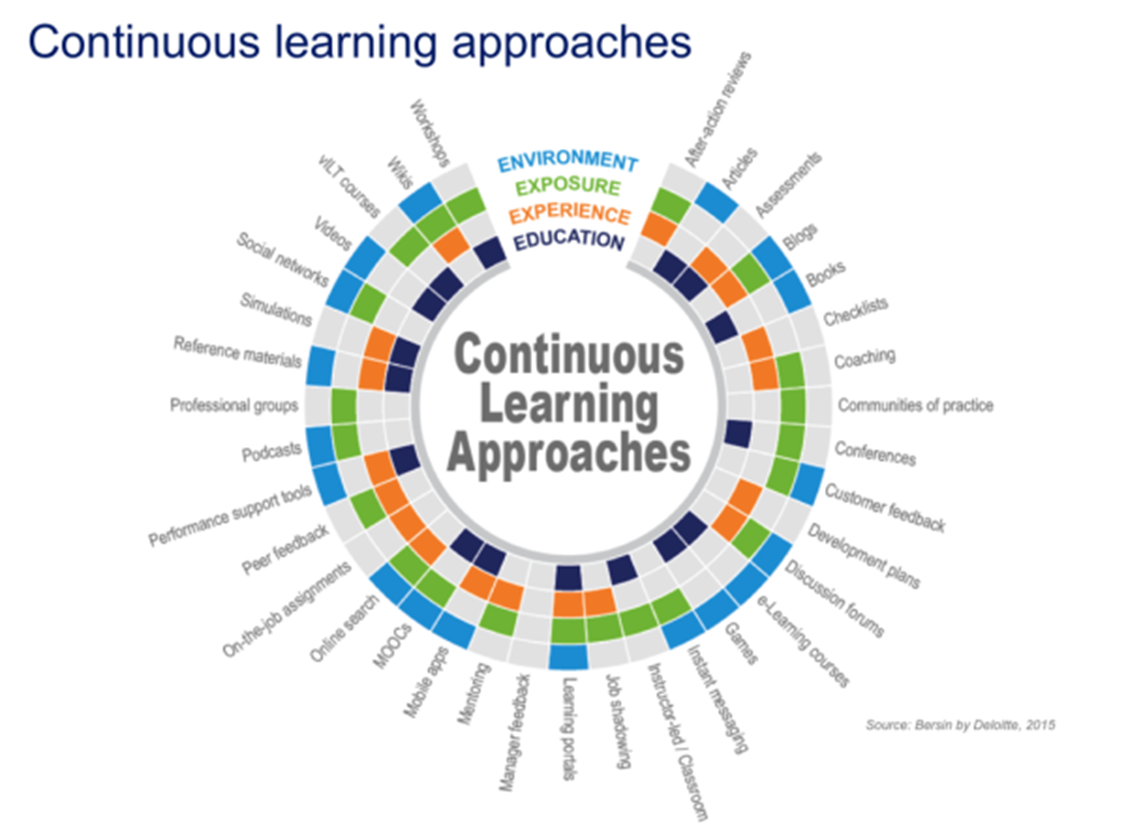 Continuous learning approaches
ENVIRONMENT
EXPOSURE
EXPERIENCE
EDUCATION
After-action reviews
Articles
Assessments
Blogs
Books
Checklists
Coaching
Communities of practice
Conferences
Customer feedback
Development plans
Discussion forums
e-Learning courses
Games
Instant messaging
Instructor-led / Classroom
Job shadowing
Learning portals
Manager feedback
Mentoring
Mobile apps
MOOCs
Online search
On-the-job assignments
Peer feedback
Performance support tools
Podcasts
Professional groups
Reference materials
Simulations
Social networks
Videos
vILT courses
Wikis
Workshops
Continuous
Learning
Approaches
Source: Bersin by Deloitte, 2015